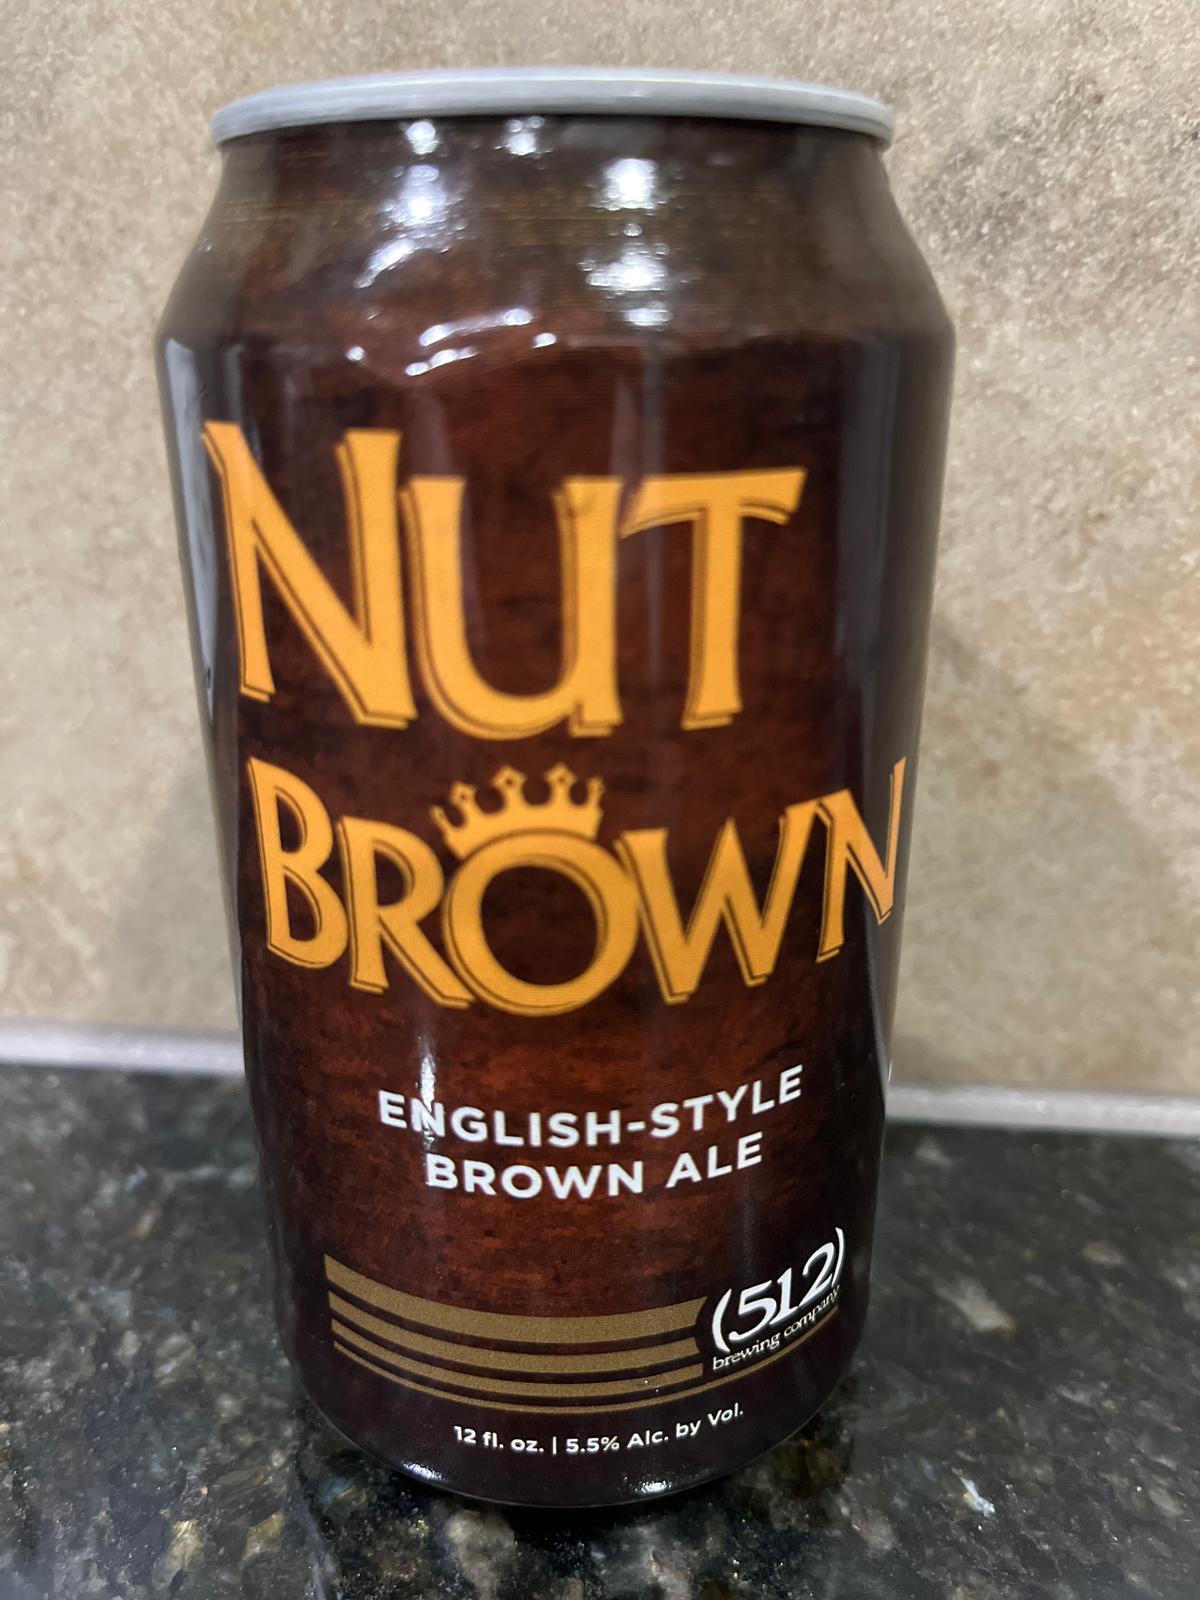 NUT
BROWN
ENGLISH-STYLE
BROWN ALE
(512)
brewing company
12 fl. oz. | 5.5% Alc. by Vol.